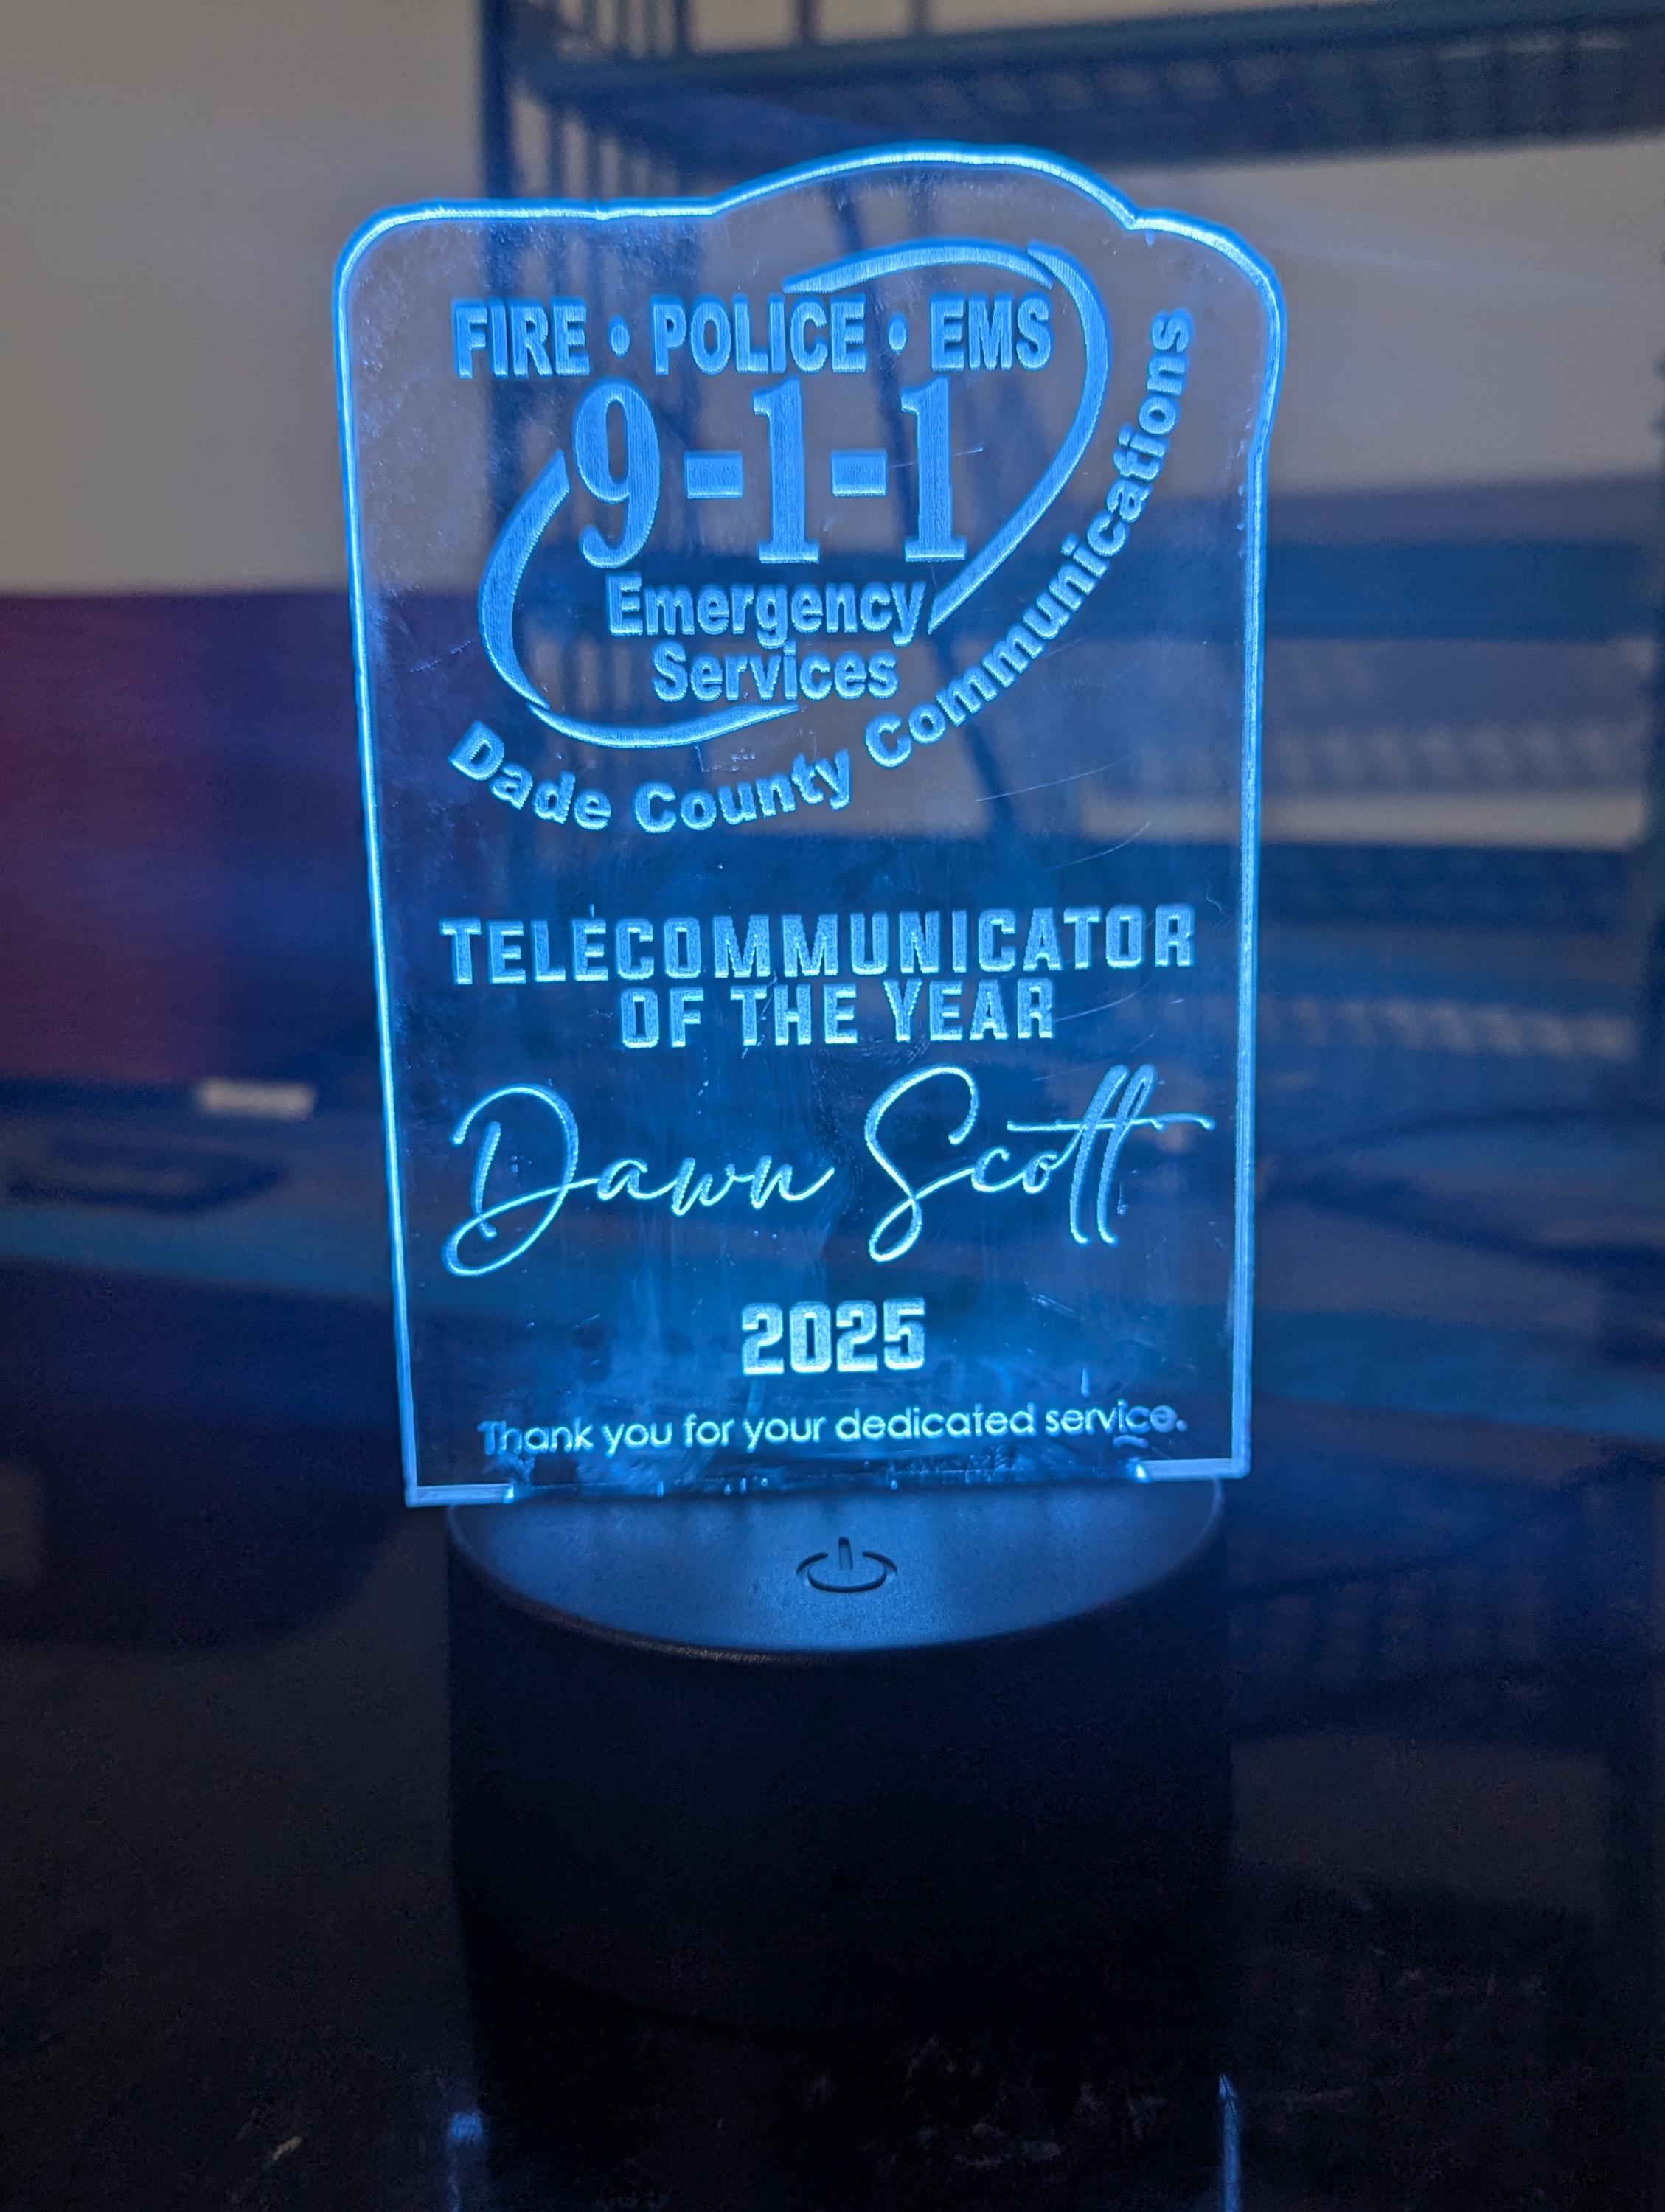 FIRE • POLICE • EMS
9-1-1
Emergency
Services
Dade County Communications
TELECOMMUNICATOR
OF THE YEAR
Dawn Scott
2025
Thank you for your dedicated service.